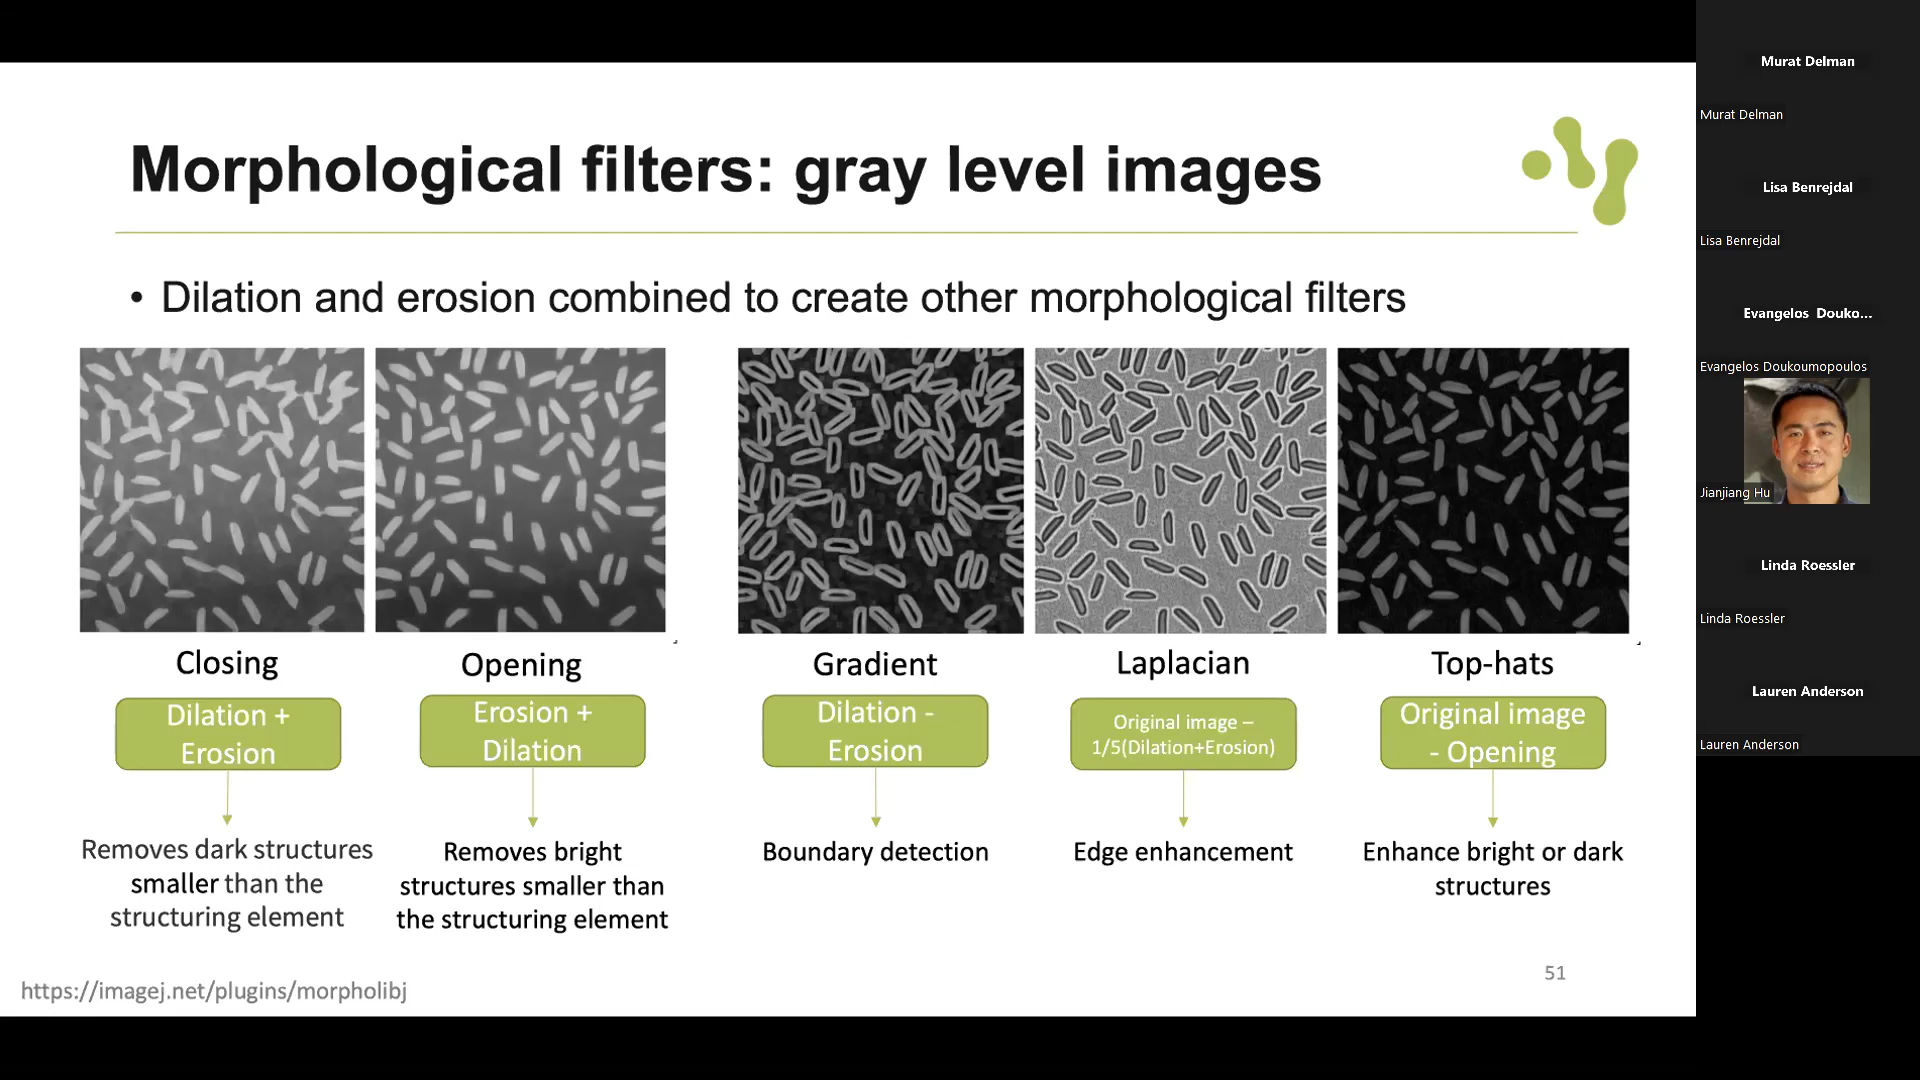 Morphological filters: gray level images
• Dilation and erosion combined to create other morphological filters
Closing
Opening
Gradient
Laplacian
Top-hats
Dilation +
Erosion
Erosion +
Dilation
Dilation -
Erosion
Original image –
1/5(Dilation+Erosion)
Original image
- Opening
Removes dark structures
smaller than the
structuring element
Removes bright
structures smaller than
the structuring element
Boundary detection
Edge enhancement
Enhance bright or dark
structures
51
https://imagej.net/plugins/morpholibj
Murat Delman
Murat Delman
Lisa Benrejdal
Lisa Benrejdal
Evangelos Douko...
Evangelos Doukoumopoulos
Jianjiang Hu
Linda Roessler
Linda Roessler
Lauren Anderson
Lauren Anderson